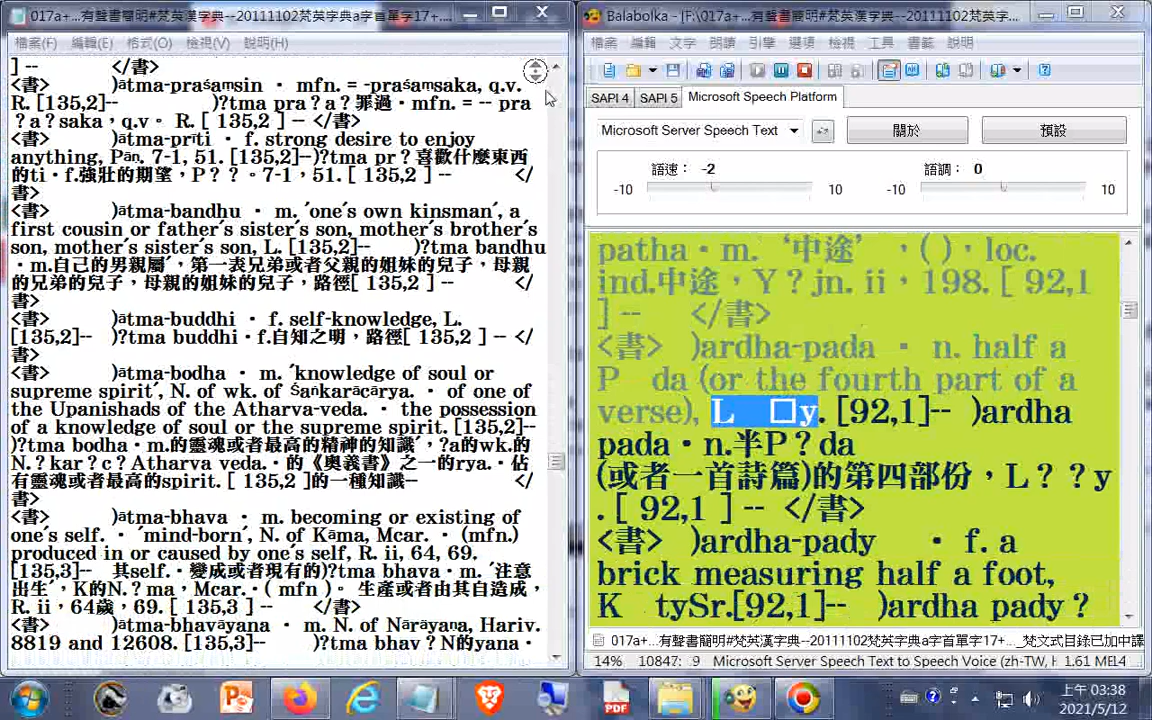 017a+...有聲書簡明#梵英漢字典--20111102梵英字典a字首單字17+...
檔案(F) 編輯(E) 格式(O) 檢視(V) 說明(H)
] -- </書>
<書> )ātma-praśaṃsin · mfn. = -praśaṃsaka, q.v.
R. [135,2]-- )?tma pra?a?罪過·mfn. = -- pra
?a?saka，q.v。 R. [ 135,2 ] -- </書>
<書> )ātma-prīti · f. strong desire to enjoy
anything, Pāṇ. 7-1, 51. [135,2]--)?tma pr?喜歡什麼東西
的ti·f.強壯的期望，P??。7-1，51. [ 135,2 ] -- </
書>
<書> )ātma-bandhu · m. 'one's own kinsman', a
first cousin or father's sister's son, mother's brother's
son, mother's sister's son, L. [135,2]-- )?tma bandhu
·m.自己的男親屬'，第一表兄弟或者父親的姐妹的兒子，母親
的兄弟的兒子，母親的姐妹的兒子，路徑[ 135,2 ] -- </
書>
<書> )ātma-buddhi · f. self-knowledge, L.
[135,2]-- )?tma buddhi·f.自知之明，路徑[ 135,2 ] -- </
書>
<書> )ātma-bodha · m. 'knowledge of soul or
supreme spirit', N. of wk. of Śaṅkarācārya. · of one of
the Upanishads of the Atharva-veda. · the possession
of a knowledge of soul or the supreme spirit. [135,2]--
)?tma bodha·m.的靈魂或者最高的精神的知識'，?a的wk.的
N.?kar?c?Atharva veda.·的《奧義書》之一的rya.·佔
有靈魂或者最高的spirit. [ 135,2 ]的一種知識-- </
書>
<書> )ātma-bhava · m. becoming or existing of
one's self. · 'mind-born', N. of Kāma, Mcar. · (mfn.)
produced in or caused by one's self, R. ii, 64, 69.
[135,3]-- 其self.·變成或者現有的)?tma bhava·m.'注意
出生'，K的N.?ma，Mcar.·( mfn )。 生產或者由其自造成，
R. ii，64歲，69. [ 135,3 ] -- </書>
<書> )ātma-bhavāyana · m. N. of Nārāyaṇa, Hariv.
8819 and 12608. [135,3]-- )?tma bhav?N的yana·
Balabolka - [F:\017a+...有聲書簡明#梵英漢字典--20111102梵英字...
檔案 編輯 文字 朗讀 引擎 選項 檢視 工具 書籤 說明
SAPI 4 SAPI 5 Microsoft Speech Platform
Microsoft Server Speech Text 關於 預設
語速： -2 語調： 0
-10 10 -10 10
patha·m.‘中途’，( )，loc.
ind.中途，Y?jn. ii，198. [ 92,1
] -- </書>
<書> )ardha-pada · n. half a
P da (or the fourth part of a
verse), L □y. [92,1]-- )ardha
pada·n.半P?da
(或者一首詩篇)的第四部份，L??y
.[ 92,1 ] -- </書>
<書> )ardha-pady · f. a
brick measuring half a foot,
K tySr.[92,1]-- )ardha pady?
017a+...有聲書簡明#梵英漢字典--20111102梵英字典a字首單字17+..._梵文式目錄已加中譯
14% 10847: 9 Microsoft Server Speech Text to Speech Voice (zh-TW, H 1.61 MEL4
上午 03:38
2021/5/12